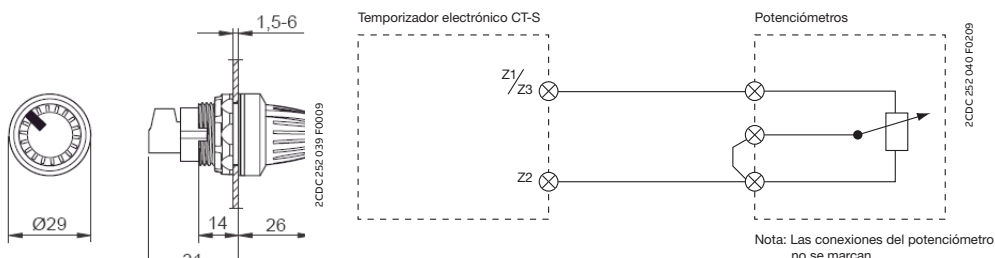 1,5-6
Ø29
14
26
2CDC 252 039 F0009
Temporizador electrónico CT-S
Potenciómetros
Z1/
Z3
Z2
2CDC 252 040 F0209
Nota: Las conexiones del potenciómetro
no se marcan